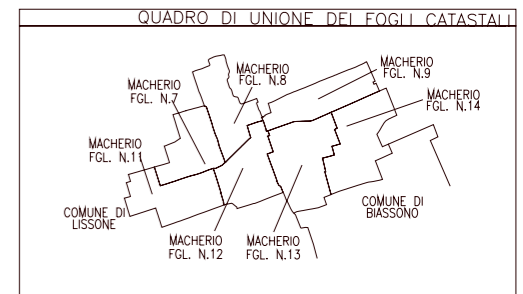 QUADRO DI UNIONE DEI FOGLI CATASTALI
MACHERIO
FGL. N.9
MACHERIO
FGL. N.8
MACHERIO
FGL. N.7
MACHERIO
FGL. N.14
MACHERIO
FGL. N.11
COMUNE DI
LISSONE
COMUNE DI
BIASSONO
MACHERIO
FGL. N.12
MACHERIO
FGL. N.13